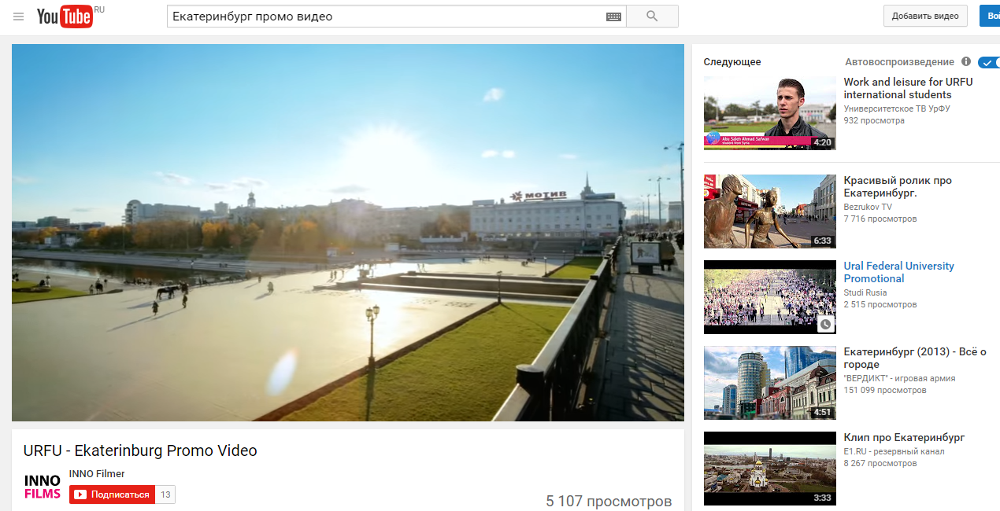 YouTube RU
Екатеринбург промо видео
Добавить видео
Вой
МОТИВ
URFU - Ekaterinburg Promo Video
INNO FILMS
INNO Filmer
Подписаться 13
5 107 просмотров
Следующее
Автовоспроизведение
Work and leisure for URFU
international students
Университетское ТВ УрФУ
932 просмотра
Abu Saleh Ahmad Safwan
student from Syria
4:20
Красивый ролик про
Екатеринбург.
Bezrukov TV
7 716 просмотров
6:33
Ural Federal University
Promotional
Studi Rusia
2 515 просмотров
Екатеринбург (2013) - Всё о
городе
"ВЕРДИКТ" - игровая армия
151 099 просмотров
4:51
Клип про Екатеринбург
E1.RU - резервный канал
8 267 просмотров
3:33